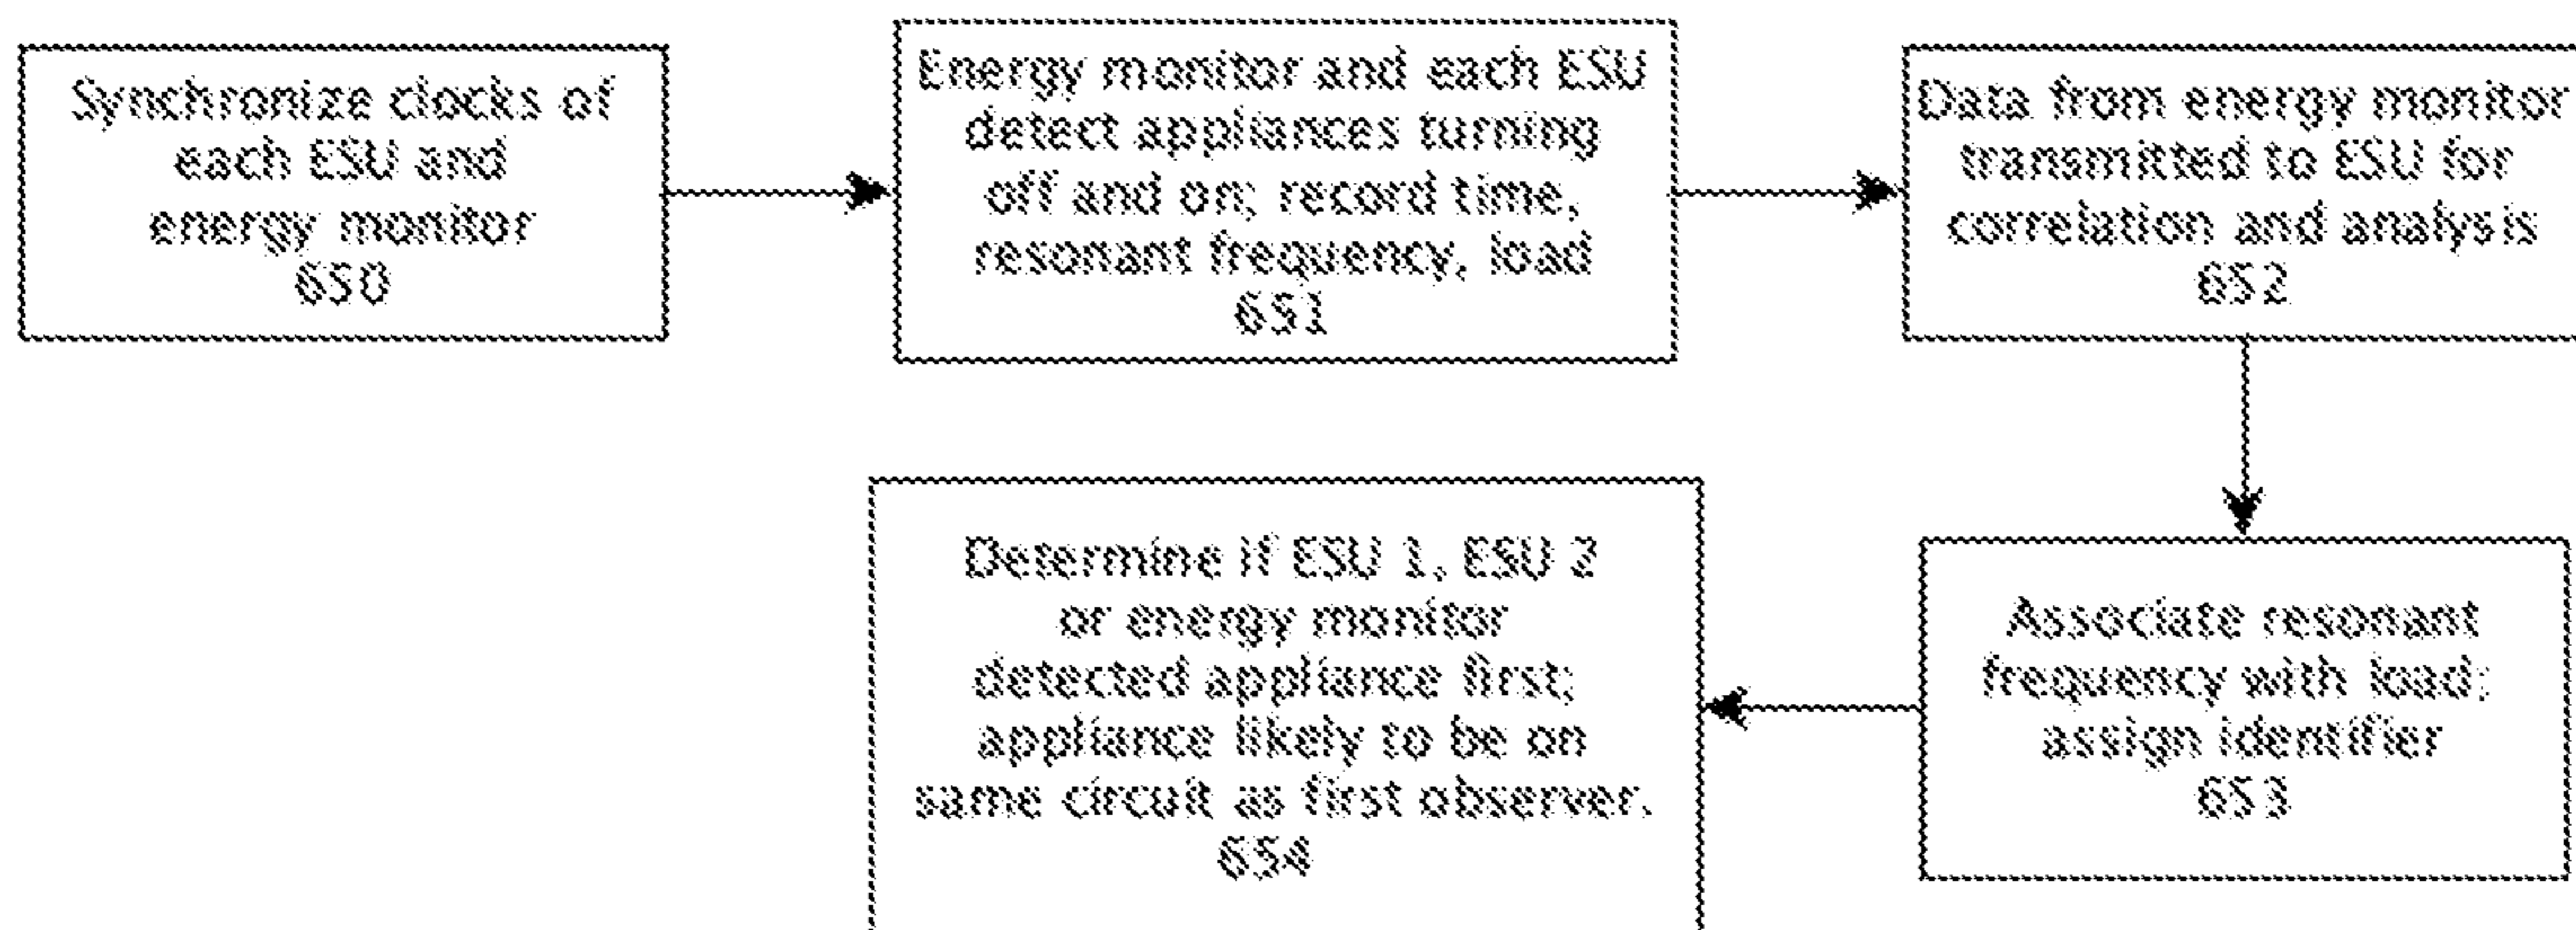 Synchronize clocks of
each ESU and
energy monitor
650
Energy monitor and each ESU
detect appliances turning
off and on; record time,
resonant frequency, load
651
Data from energy monitor
transmitted to ESU for
correlation and analysis
652
Associate resonant
frequency with load;
assign identifier
653
Determine if ESU 1, ESU 2
or energy monitor
detected appliance first;
appliance likely to be on
same circuit as first observer.
654